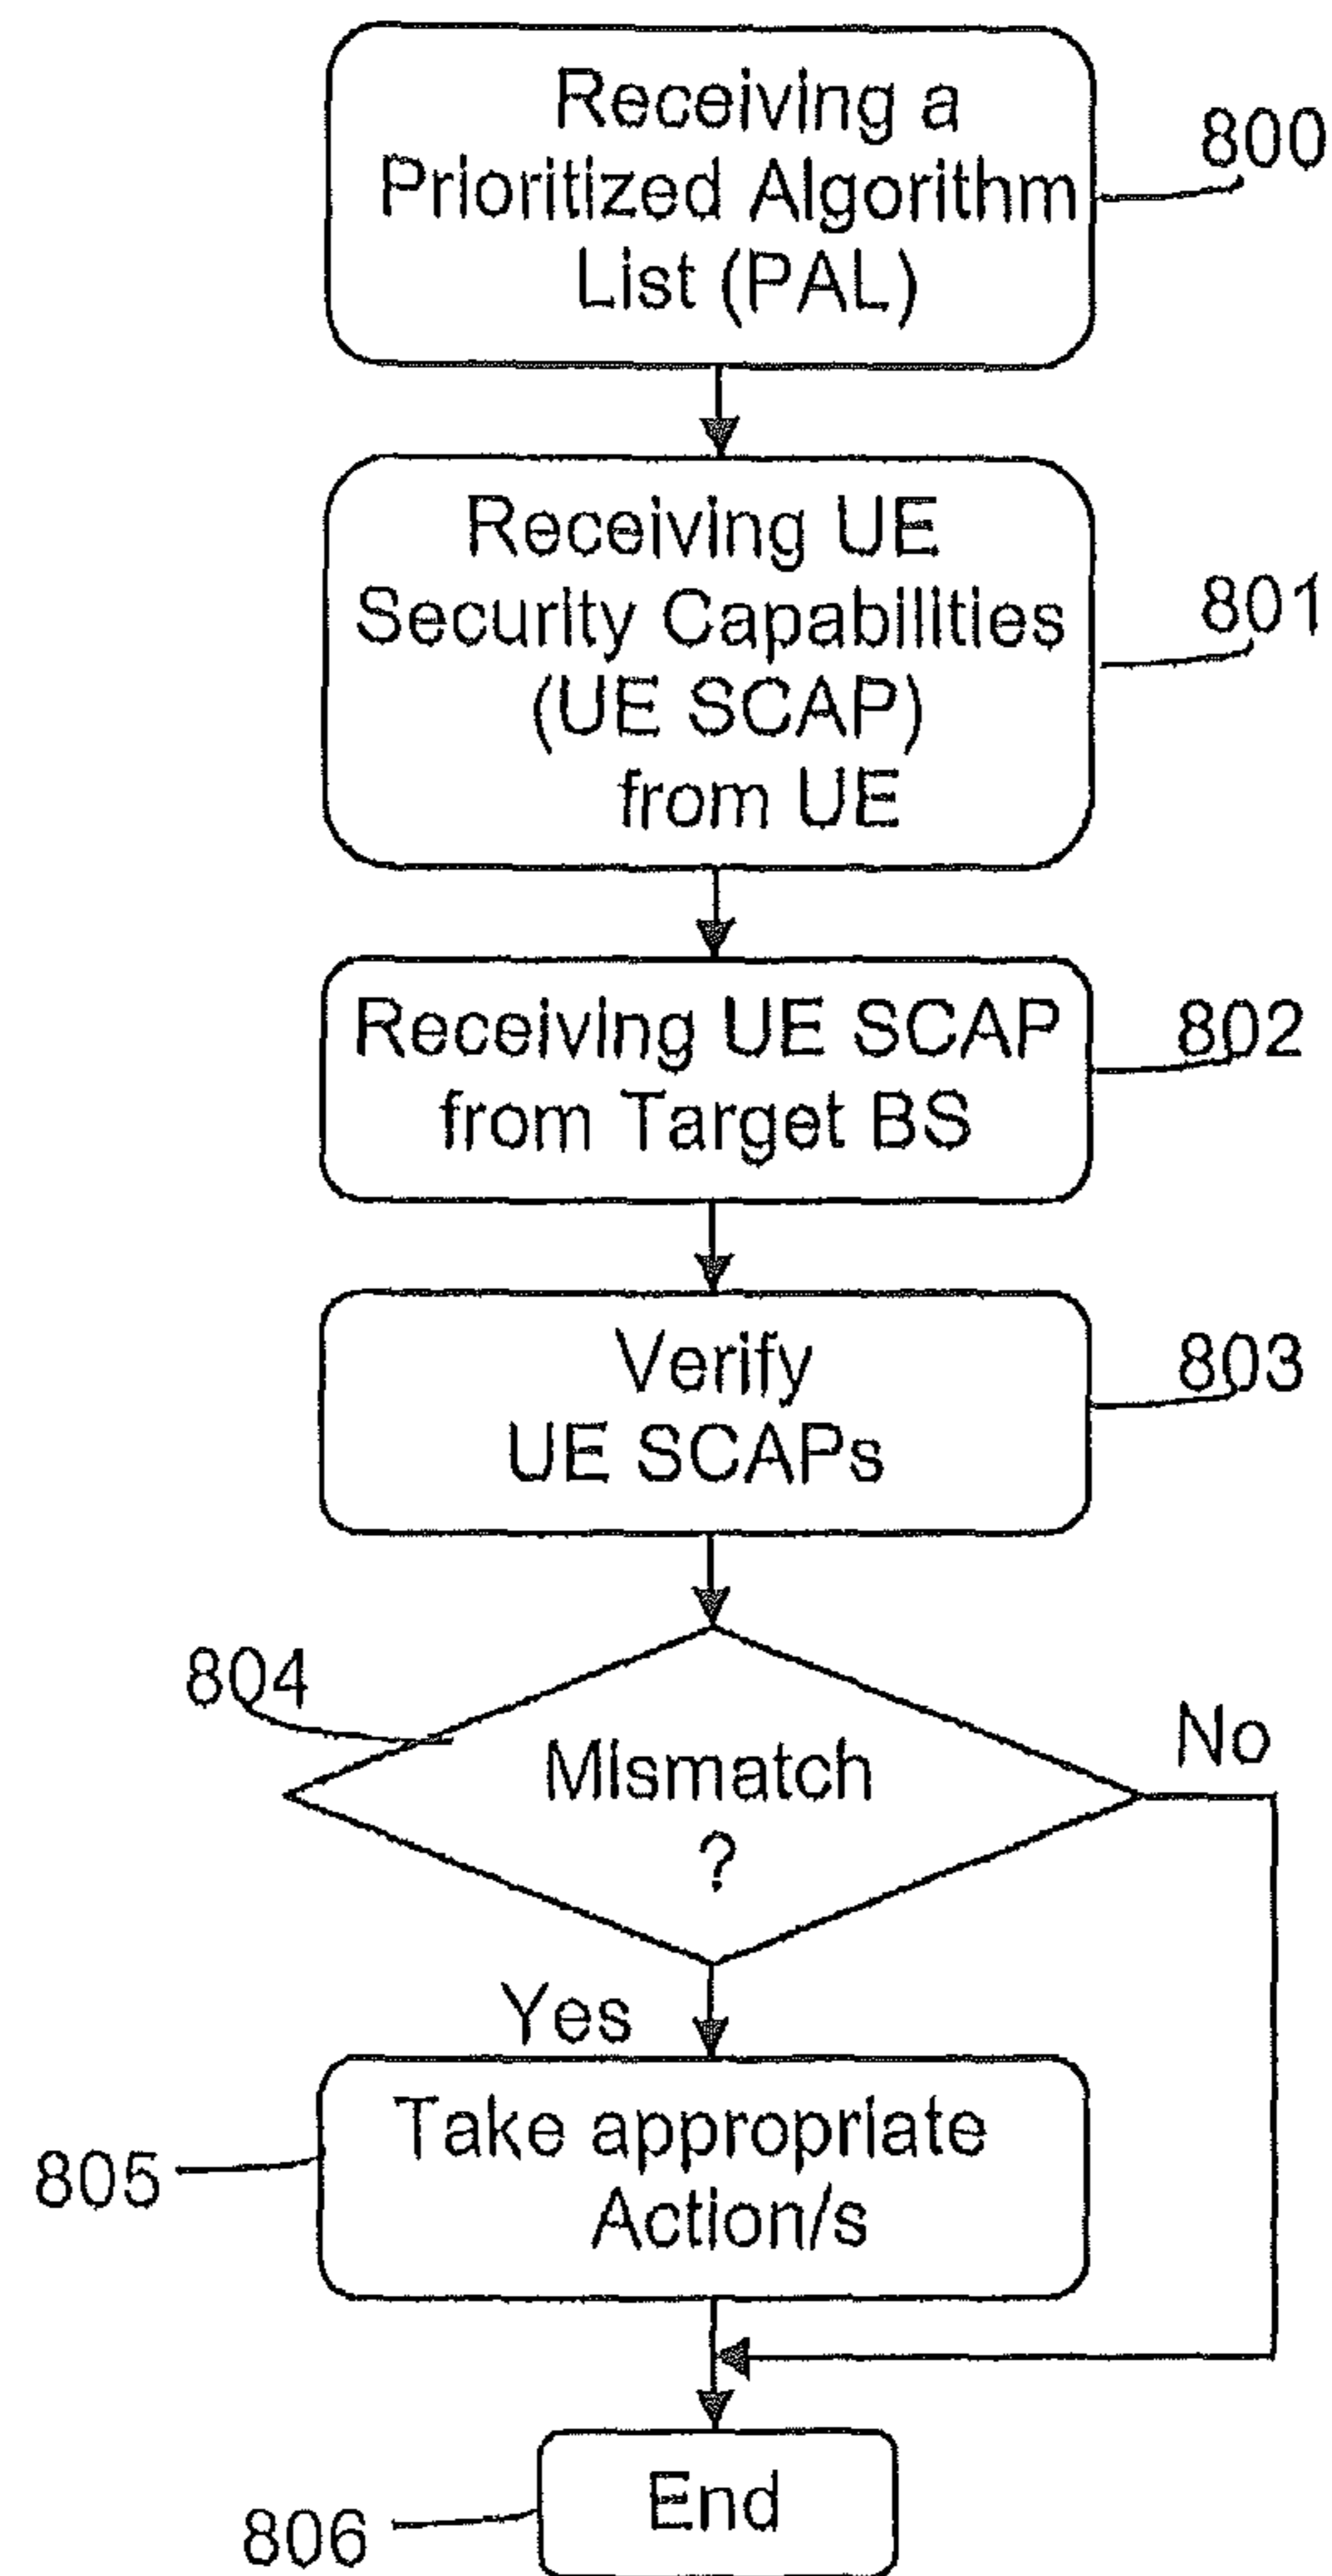 Receiving a
Prioritized Algorithm
List (PAL)
800
Receiving UE
Security Capabilities
(UE SCAP)
from UE
801
Receiving UE SCAP
from Target BS
802
Verify
UE SCAPs
803
804
Mismatch
?
No
Yes
Take appropriate
Action/s
805
End
806